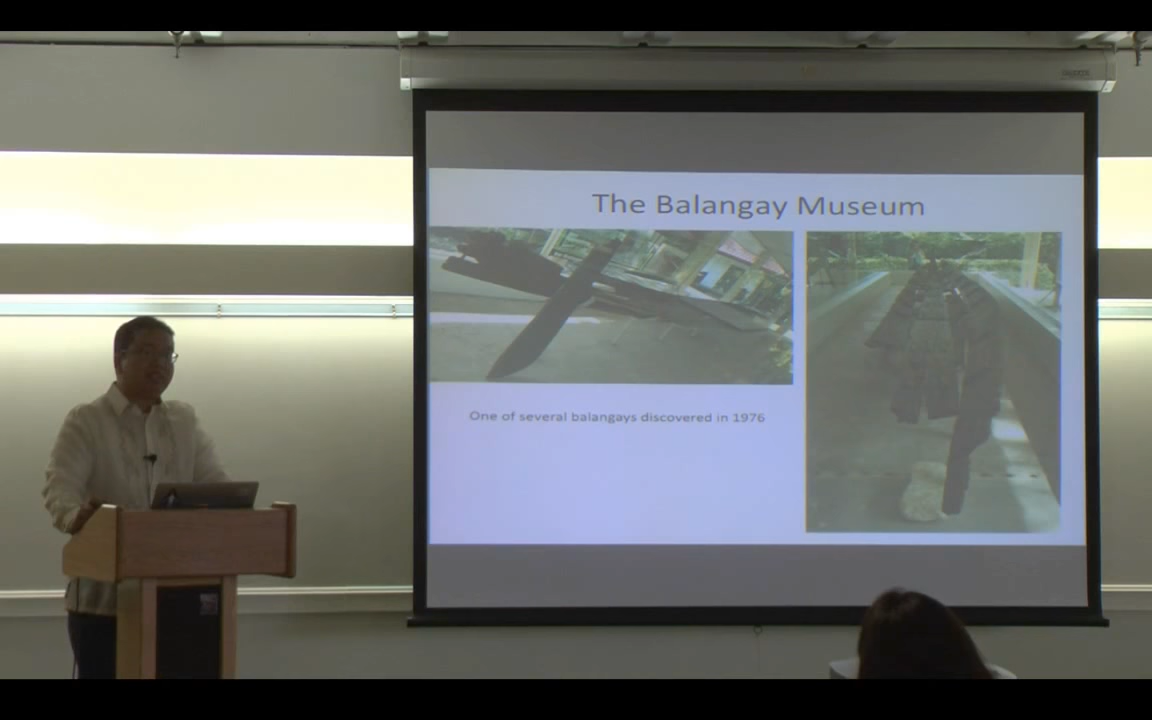 The Balangay Museum
One of several balangays discovered in 1976